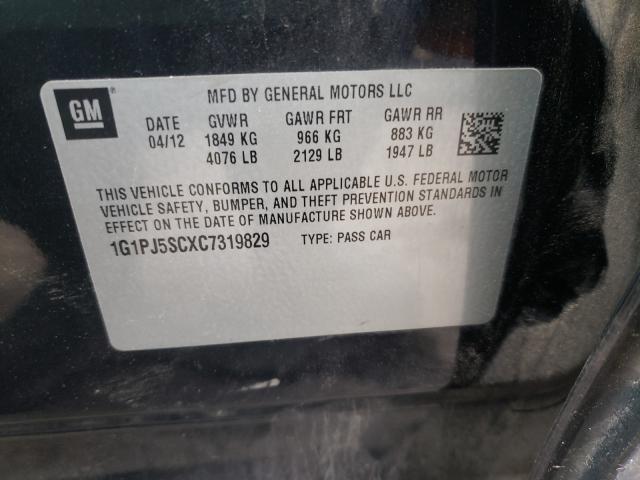 GM
MFD BY GENERAL MOTORS LLC
DATE GVWR GAWR FRT GAWR RR
04/12 1849 KG 966 KG 883 KG
4076 LB 2129 LB 1947 LB
THIS VEHICLE CONFORMS TO ALL APPLICABLE U.S. FEDERAL MOTOR
VEHICLE SAFETY, BUMPER, AND THEFT PREVENTION STANDARDS IN
EFFECT ON THE DATE OF MANUFACTURE SHOWN ABOVE.
1G1PJ5SCXC7319829 TYPE: PASS CAR